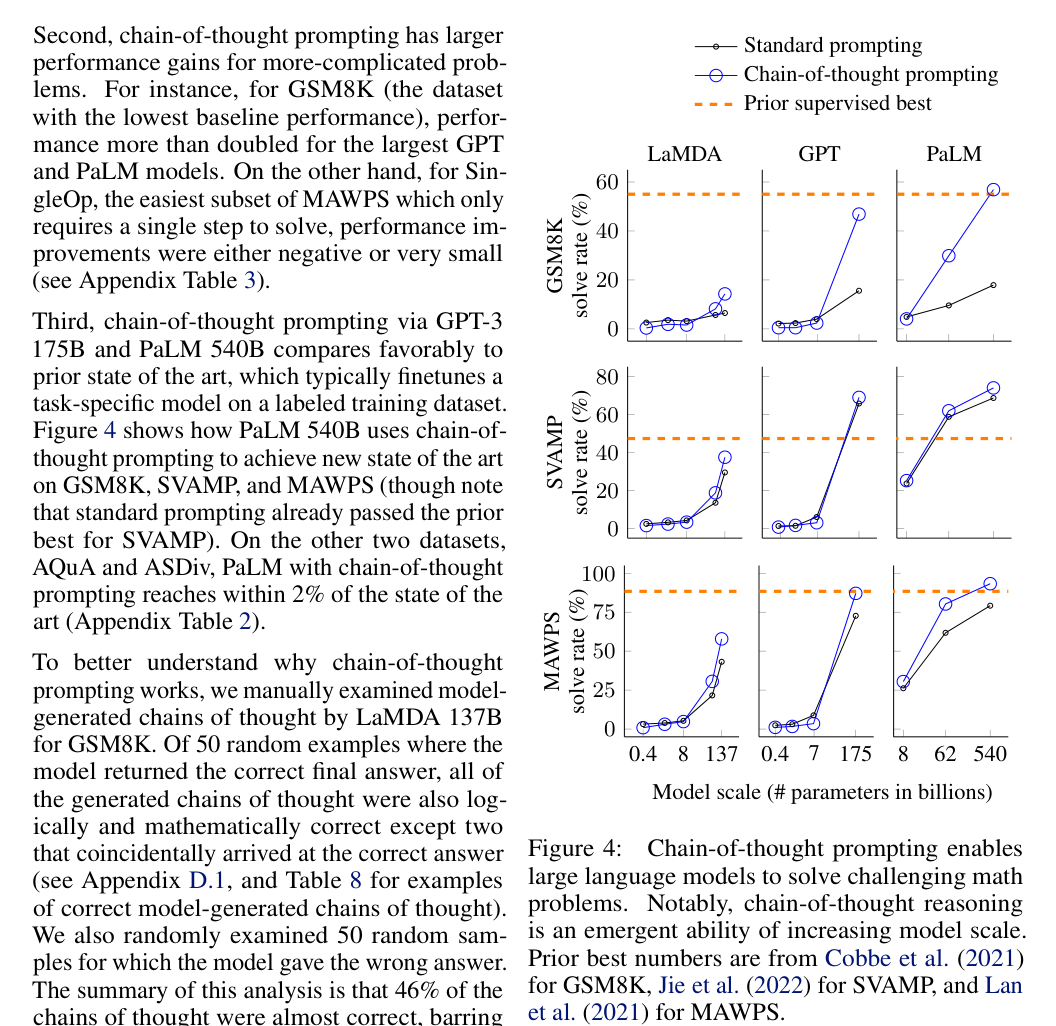 Second, chain-of-thought prompting has larger
performance gains for more-complicated prob-
lems. For instance, for GSM8K (the dataset
with the lowest baseline performance), perfor-
mance more than doubled for the largest GPT
and PaLM models. On the other hand, for Sin-
gleOp, the easiest subset of MAWPS which only
requires a single step to solve, performance im-
provements were either negative or very small
(see Appendix Table 3).
Third, chain-of-thought prompting via GPT-3
175B and PaLM 540B compares favorably to
prior state of the art, which typically finetunes a
task-specific model on a labeled training dataset.
Figure 4 shows how PaLM 540B uses chain-of-
thought prompting to achieve new state of the art
on GSM8K, SVAMP, and MAWPS (though note
that standard prompting already passed the prior
best for SVAMP). On the other two datasets,
AQuA and ASDiv, PaLM with chain-of-thought
prompting reaches within 2% of the state of the
art (Appendix Table 2).
To better understand why chain-of-thought
prompting works, we manually examined model-
generated chains of thought by LaMDA 137B
for GSM8K. Of 50 random examples where the
model returned the correct final answer, all of
the generated chains of thought were also log-
ically and mathematically correct except two
that coincidentally arrived at the correct answer
(see Appendix D.1, and Table 8 for examples
of correct model-generated chains of thought).
We also randomly examined 50 random sam-
ples for which the model gave the wrong answer.
The summary of this analysis is that 46% of the
chains of thought were almost correct, barring
Standard prompting
Chain-of-thought prompting
Prior supervised best
LaMDA GPT PaLM
GSM8K
solve rate (%)
60
40
20
0
SVAMP
solve rate (%)
80
60
40
20
0
MAWPS
solve rate (%)
100
75
50
25
0
0.4 8 137 0.4 7 175 8 62 540
Model scale (# parameters in billions)
Figure 4: Chain-of-thought prompting enables
large language models to solve challenging math
problems. Notably, chain-of-thought reasoning
is an emergent ability of increasing model scale.
Prior best numbers are from Cobbe et al. (2021)
for GSM8K, Jie et al. (2022) for SVAMP, and Lan
et al. (2021) for MAWPS.